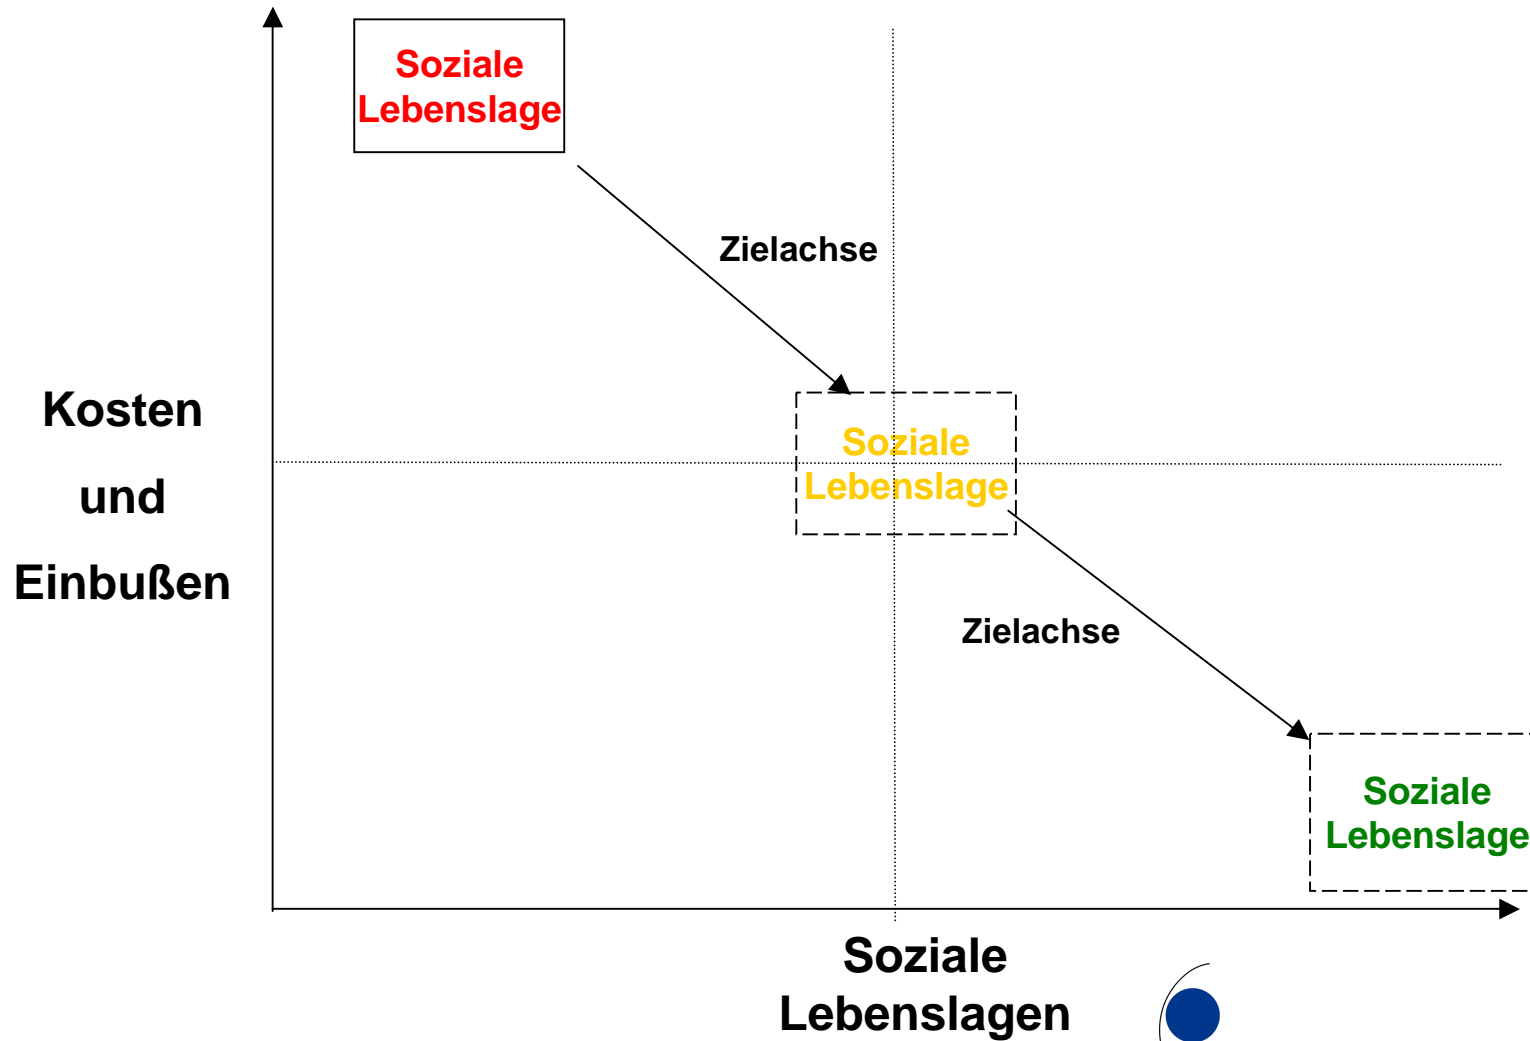 Soziale
Lebenslage
Zielachse
Kosten
und
Einbußen
Soziale
Lebenslage
Zielachse
Soziale
Lebenslage
Soziale
Lebenslagen